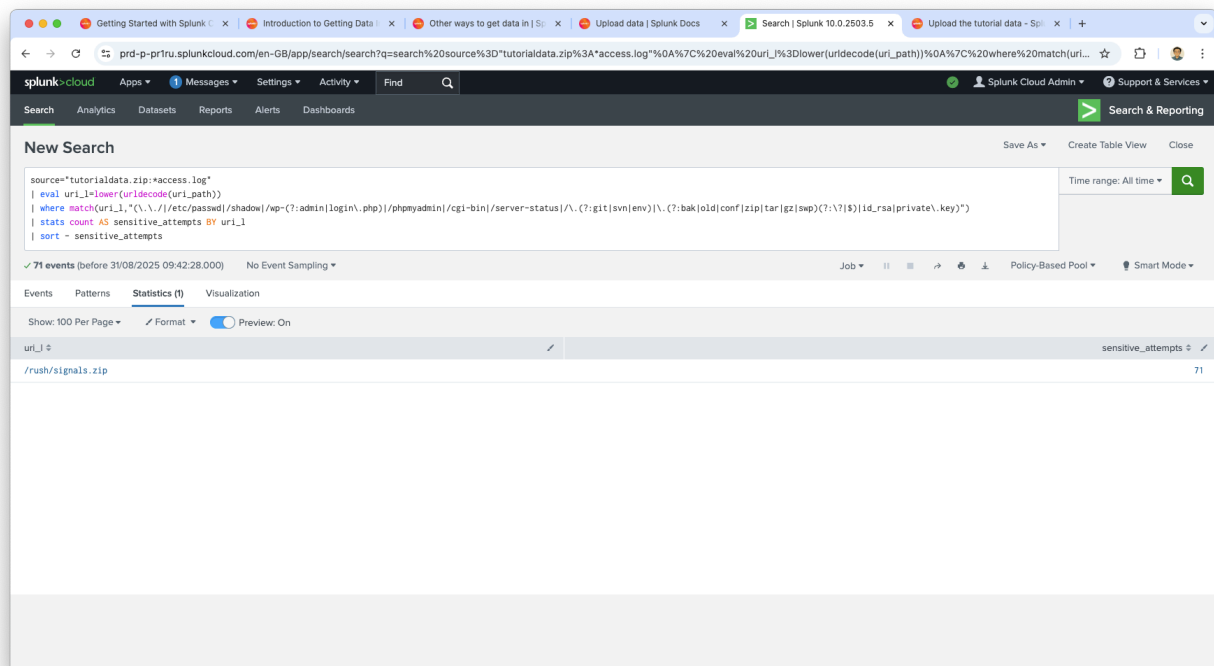 Getting Started with Splunk C
Introduction to Getting Data I
Other ways to get data in | Sp
Upload data | Splunk Docs
Search | Splunk 10.0.2503.5
Upload the tutorial data - Spl
prd-p-pr1ru.splunkcloud.com/en-GB/app/search/search?q=search%20source%3D"tutorialdata.zip%3A*access.log"%0A%7C%20eval%20uri_l%3Dlower(urldecode(uri_path))%0A%7C%20where%20match(uri...
splunk>cloud Apps 1 Messages Settings Activity Find Splunk Cloud Admin Support & Services
Search Analytics Datasets Reports Alerts Dashboards Search & Reporting
New Search Save As Create Table View Close
source="tutorialdata.zip:*access.log" Time range: All time
| eval uri_l=lower(urldecode(uri_path))
| where match(uri_l,"(\.\./|/etc/passwd|/shadow|/wp-(?:admin|login\.php)|/phpmyadmin|/cgi-bin|/server-status|/\.(?:git|svn|env)|\.(?:bak|old|conf|zip|tar|gz|swp)(?:\?|$)|id_rsa|private\.key)")
| stats count AS sensitive_attempts BY uri_l
| sort - sensitive_attempts
✓ 71 events (before 31/08/2025 09:42:28.000) No Event Sampling Job Policy-Based Pool Smart Mode
Events Patterns Statistics (1) Visualization
Show: 100 Per Page Format Preview: On
uri_l sensitive_attempts
/rush/signals.zip 71